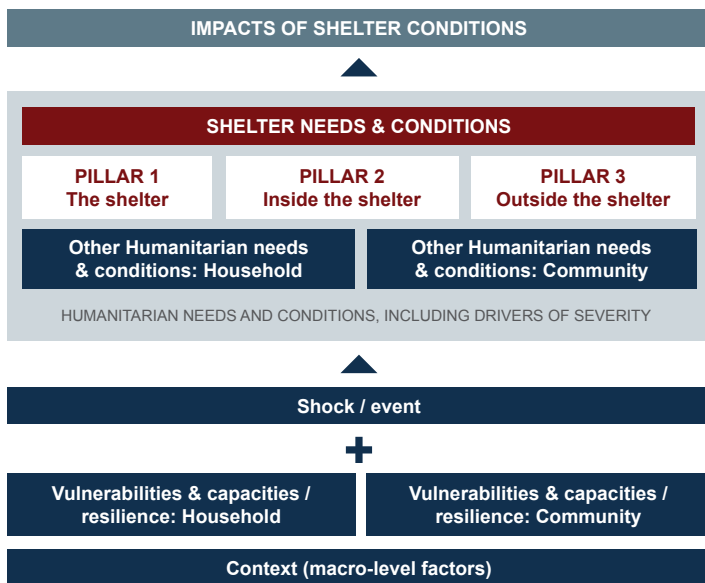 IMPACTS OF SHELTER CONDITIONS
SHELTER NEEDS & CONDITIONS
PILLAR 1
The shelter
PILLAR 2
Inside the shelter
PILLAR 3
Outside the shelter
Other Humanitarian needs
& conditions: Household
Other Humanitarian needs
& conditions: Community
HUMANITARIAN NEEDS AND CONDITIONS, INCLUDING DRIVERS OF SEVERITY
Shock / event
Vulnerabilities & capacities /
resilience: Household
Vulnerabilities & capacities /
resilience: Community
Context (macro-level factors)